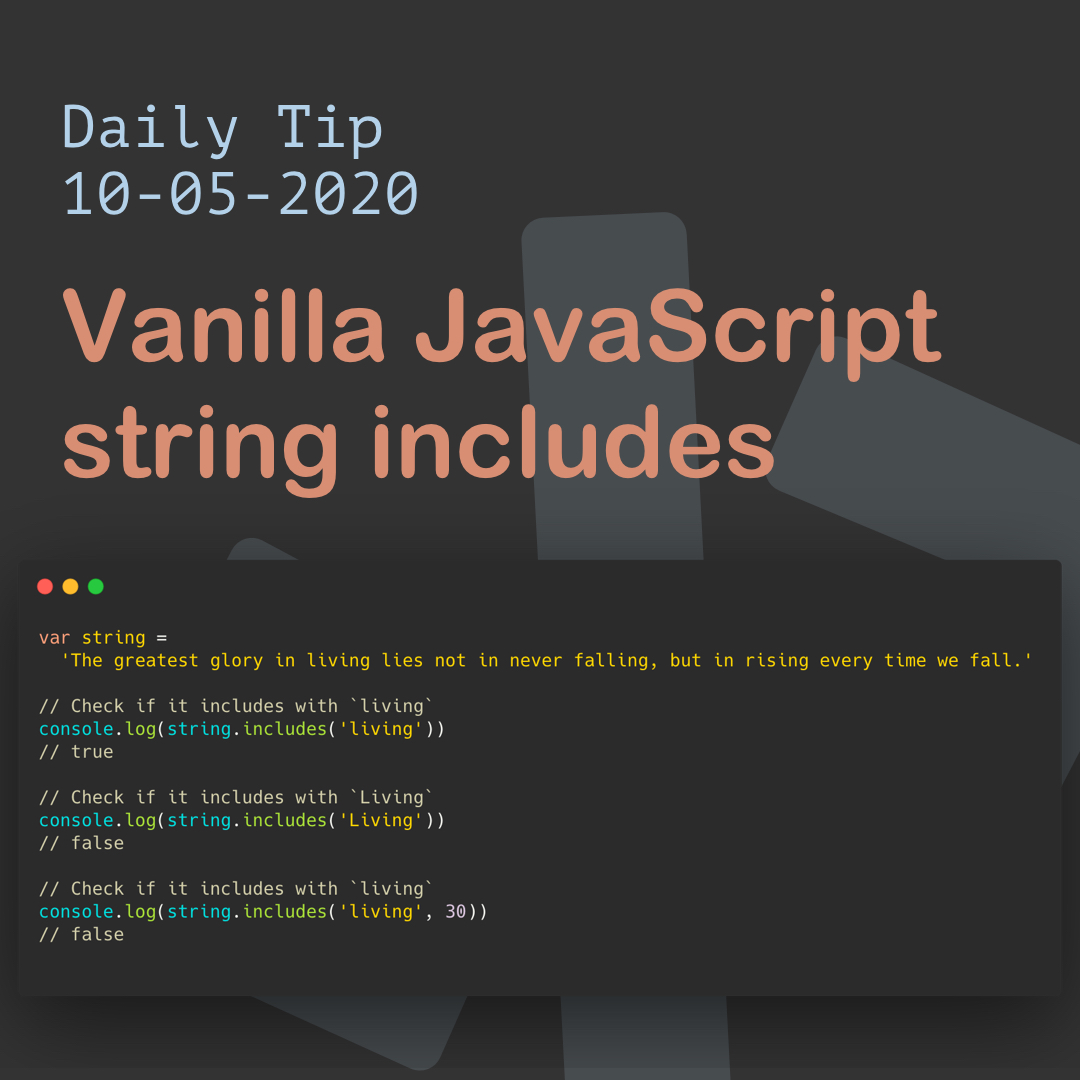 Daily Tip
10-05-2020
Vanilla JavaScript
string includes
var string =
  'The greatest glory in living lies not in never falling, but in rising every time we fall.'
// Check if it includes with `living`
console.log(string.includes('living'))
// true
// Check if it includes with `Living`
console.log(string.includes('Living'))
// false
// Check if it includes with `living`
console.log(string.includes('living', 30))
// false